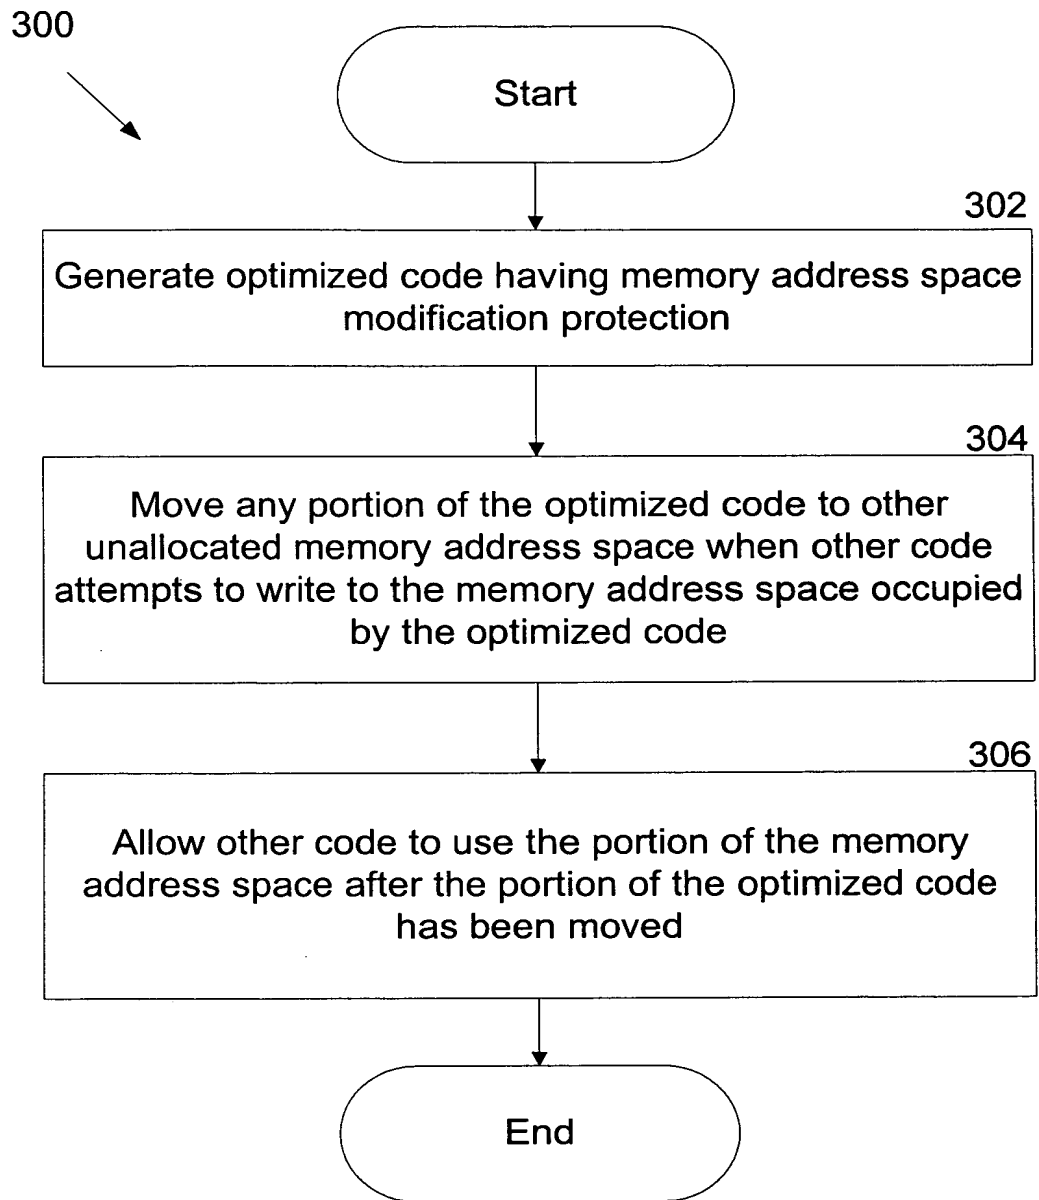 300
Start
302
Generate optimized code having memory address space
modification protection
304
Move any portion of the optimized code to other
unallocated memory address space when other code
attempts to write to the memory address space occupied
by the optimized code
306
Allow other code to use the portion of the memory
address space after the portion of the optimized code
has been moved
End